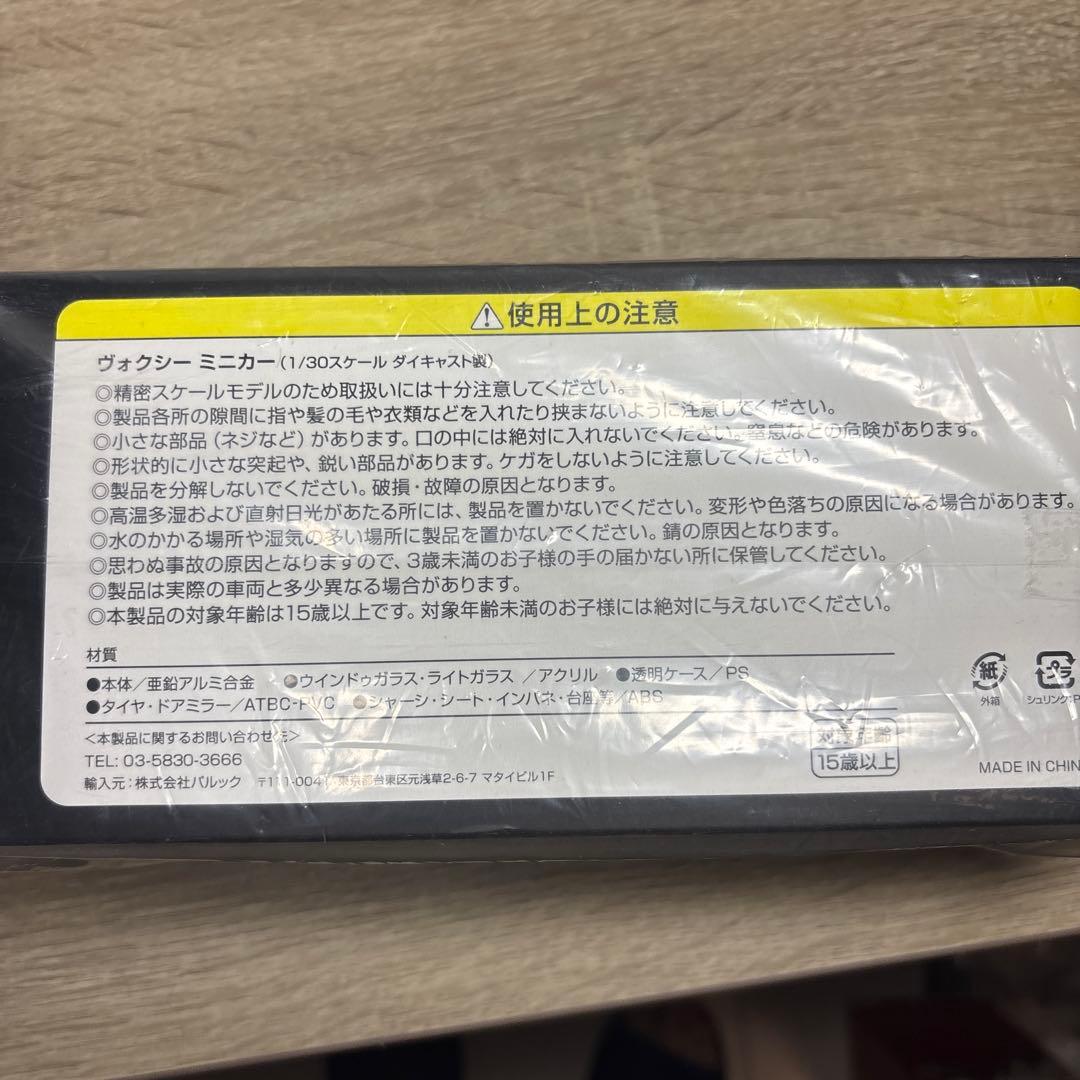 ⚠使用上の注意
ヴォクシー ミニカー(1/30スケール ダイキャスト製)
◎精密スケールモデルのため取扱いには十分注意してください。
◎製品各所の隙間に指や髪の毛や衣類などを入れたり挟まないように注意してください。
◎小さな部品(ネジなど)があります。口の中には絶対に入れないでください。窒息などの危険があります。
◎形状的に小さな突起や、鋭い部品があります。ケガをしないように注意してください。
◎製品を分解しないでください。破損・故障の原因となります。
◎高温多湿および直射日光があたる所には、製品を置かないでください。変形や色落ちの原因になる場合があります。
◎水のかかる場所や湿気の多い場所に製品を置かないでください。錆の原因となります。
◎思わぬ事故の原因となりますので、3歳未満のお子様の手の届かない所に保管してください。
◎製品は実際の車両と多少異なる場合があります。
◎本製品の対象年齢は15歳以上です。対象年齢未満のお子様には絶対に与えないでください。
材質
●本体/亜鉛アルミ合金 ●ウインドゥガラス・ライトガラス /アクリル ●透明ケース/PS
●タイヤ・ドアミラー/ATBC-PVC ●シャーシ・シート・インパネ・台座等/ABS
<本製品に関するお問い合わせ先>
TEL: 03-5830-3666
輸入元:株式会社バルック 〒111-004 東京都台東区元浅草2-6-7 マタイビル1F
対象年齢
15歳以上
紙
外箱
プラ
シュリンク:P
MADE IN CHIN